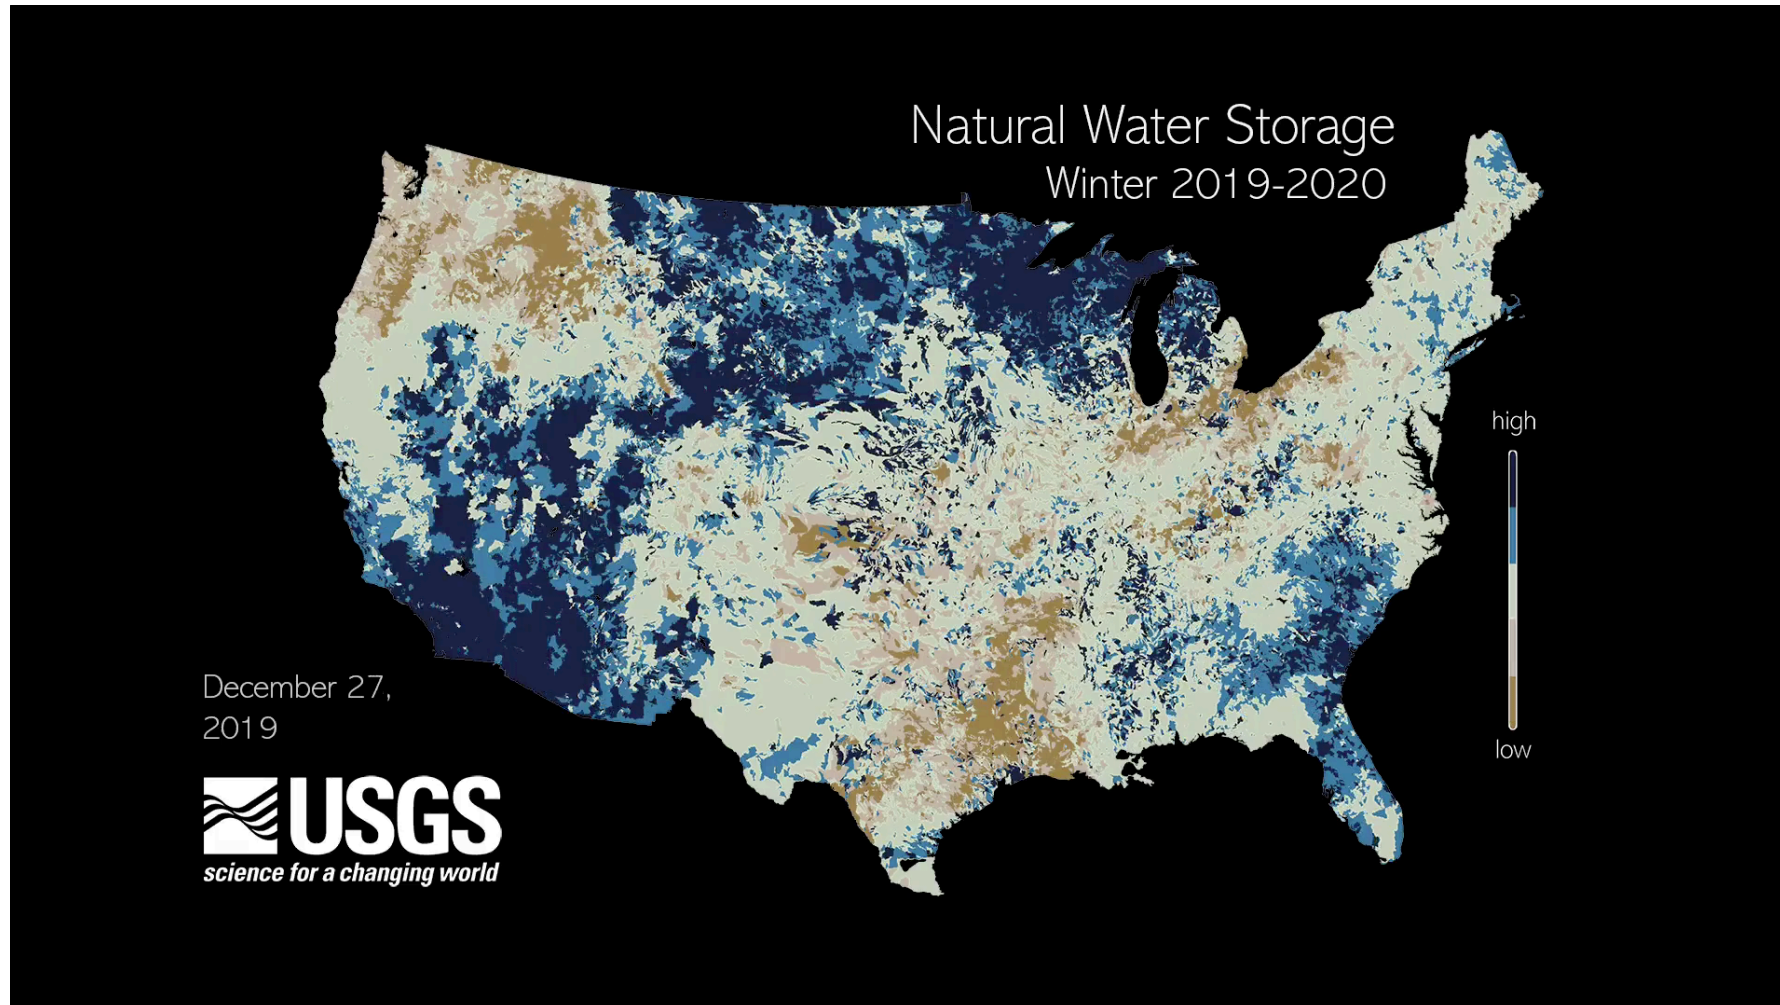 Natural Water Storage
Winter 2019-2020
high
low
December 27,
2019
USGS
science for a changing world